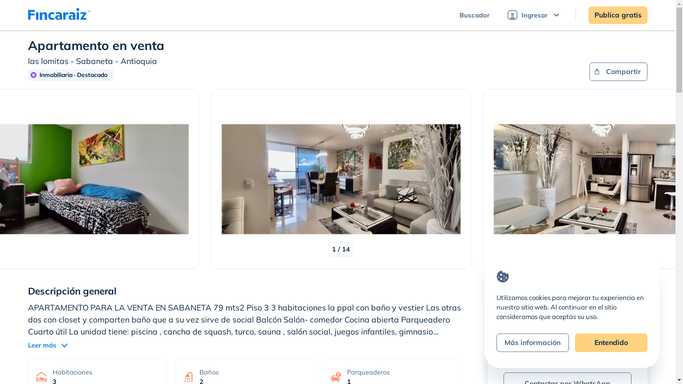 Fincaraiz
Buscador
Ingresar
Publica gratis
Apartamento en venta
las lomitas - Sabaneta - Antioquia
Inmobiliaria - Destacado
Compartir
1 / 14
Descripción general
APARTAMENTO PARA LA VENTA EN SABANETA 79 mts2 Piso 3 3 habitaciones la ppal con baño y vestier Las otras
dos con closet y comparten baño que a su vez sirve de social Balcón Salón- comedor Cocina abierta Parqueadero
Cuarto útil La unidad tiene: piscina , cancha de squash, turco, sauna , salón social, juegos infantiles, gimnasio...
Leer más
Habitaciones
3
Baños
2
Parqueaderos
1
Utilizamos cookies para mejorar tu experiencia en
nuestro sitio web. Al continuar en el sitio
consideramos que aceptas su uso.
Más información
Entendido
Contactar por WhatsApp